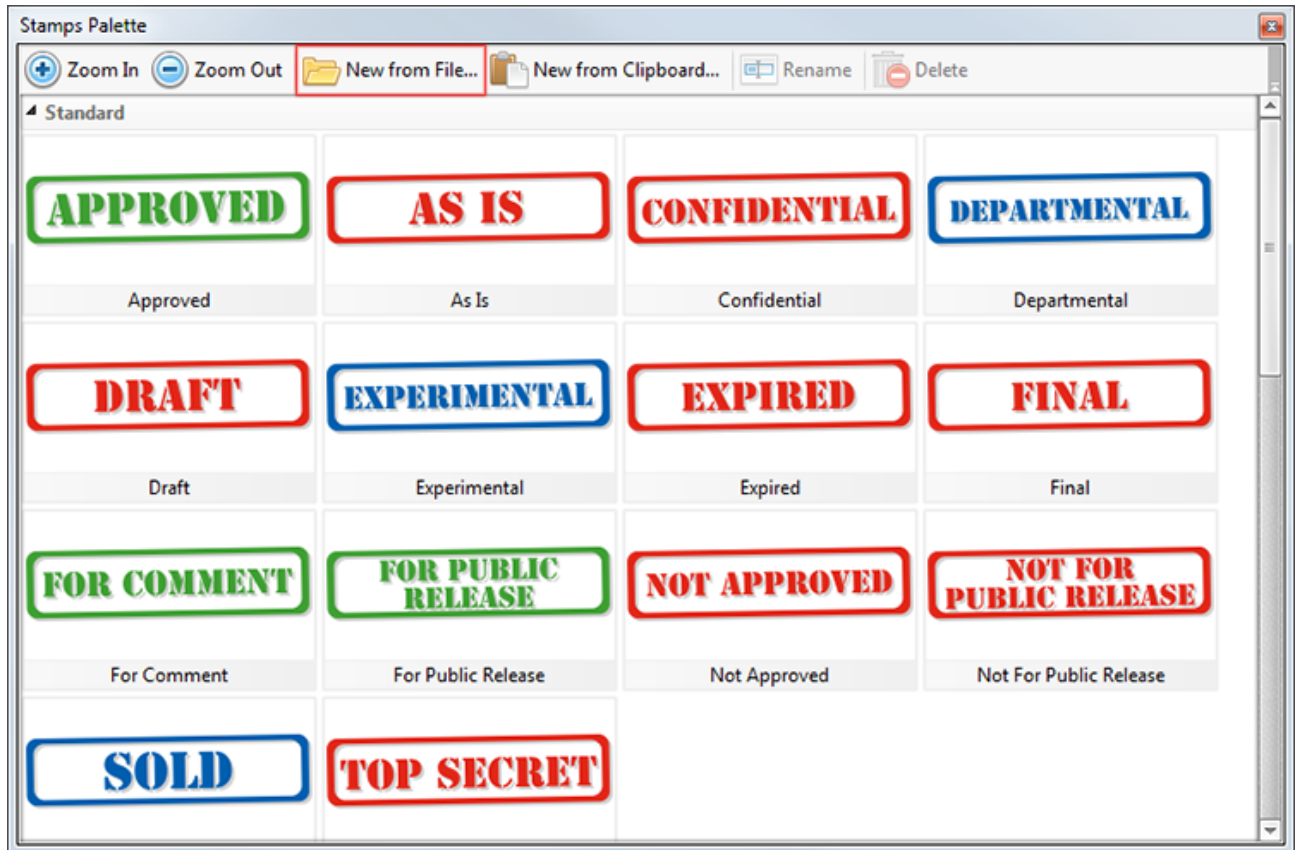 Stamps Palette
Zoom In Zoom Out New from File... New from Clipboard... Rename Delete
Standard
APPROVED AS IS CONFIDENTIAL DEPARTMENTAL
Approved As Is Confidential Departmental
DRAFT EXPERIMENTAL EXPIRED FINAL
Draft Experimental Expired Final
FOR COMMENT FOR PUBLIC RELEASE NOT APPROVED NOT FOR PUBLIC RELEASE
For Comment For Public Release Not Approved Not For Public Release
SOLD TOP SECRET